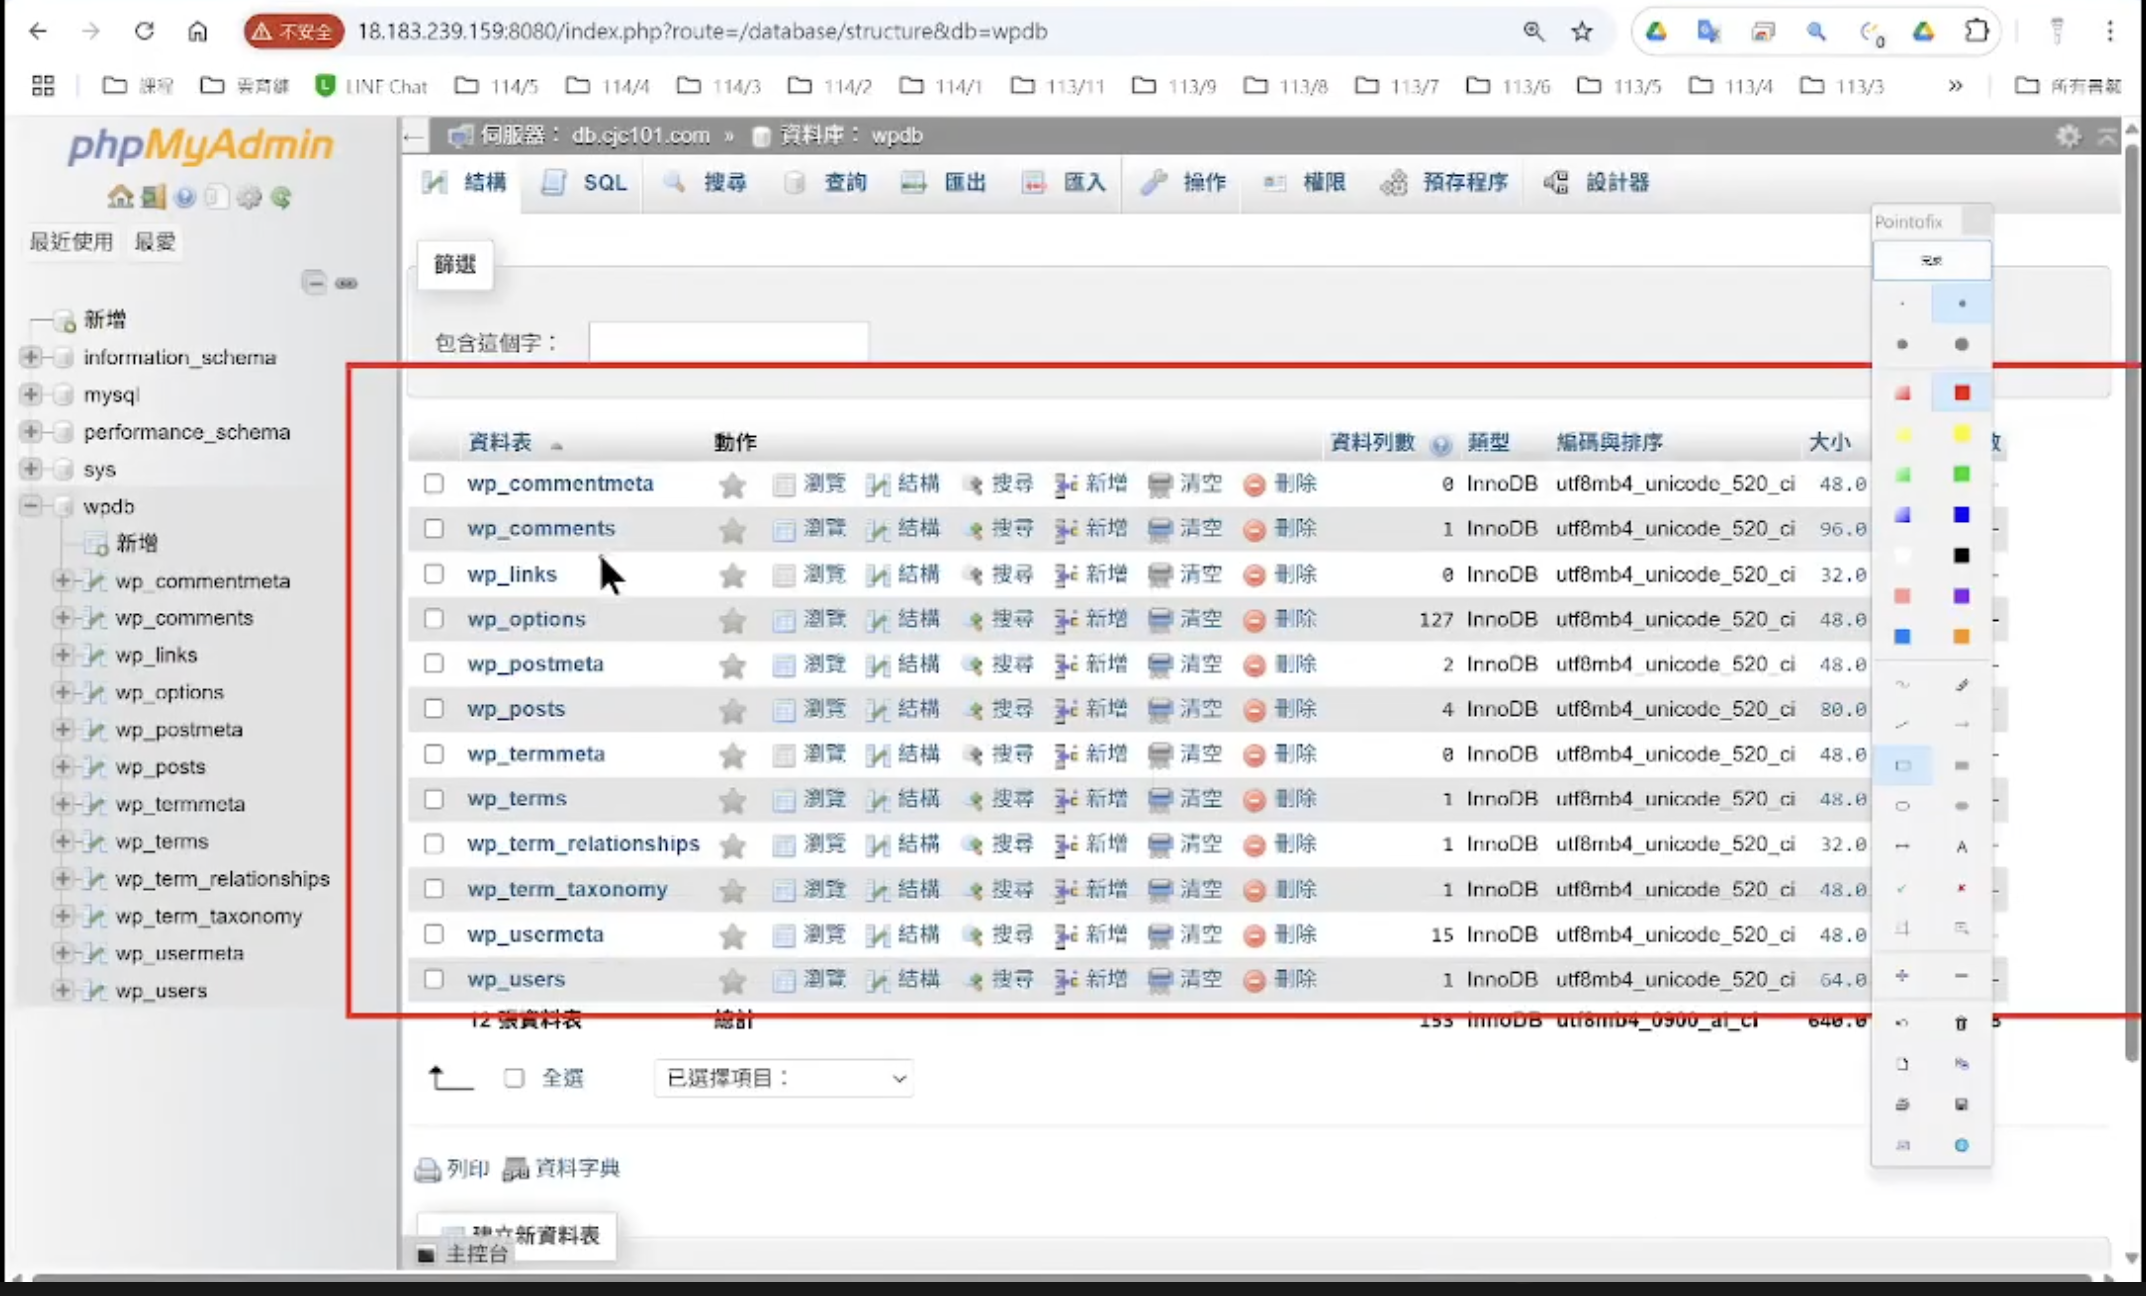 不安全 18.183.239.159:8080/index.php?route=/database/structure&db=wpdb
課程 LINE Chat 114/5 114/4 114/3 114/2 114/1 113/11 113/9 113/8 113/7 113/6 113/5 113/4 113/3 » 所有書籤
phpMyAdmin
最近使用 最愛
新增
information_schema
mysql
performance_schema
sys
wpdb
新增
wp_commentmeta
wp_comments
wp_links
wp_options
wp_postmeta
wp_posts
wp_termmeta
wp_terms
wp_term_relationships
wp_term_taxonomy
wp_usermeta
wp_users
伺服器： db.cjc101.com » 資料庫： wpdb
結構 SQL 搜尋 查詢 匯出 匯入 操作 權限 預存程序 設計器
篩選
包含這個字：
資料表 動作 資料列數 類型 編碼與排序 大小
wp_commentmeta 瀏覽 結構 搜尋 新增 清空 刪除 0 InnoDB utf8mb4_unicode_520_ci 48.0
wp_comments 瀏覽 結構 搜尋 新增 清空 刪除 1 InnoDB utf8mb4_unicode_520_ci 96.0
wp_links 瀏覽 結構 搜尋 新增 清空 刪除 0 InnoDB utf8mb4_unicode_520_ci 32.0
wp_options 瀏覽 結構 搜尋 新增 清空 刪除 127 InnoDB utf8mb4_unicode_520_ci 48.0
wp_postmeta 瀏覽 結構 搜尋 新增 清空 刪除 2 InnoDB utf8mb4_unicode_520_ci 48.0
wp_posts 瀏覽 結構 搜尋 新增 清空 刪除 4 InnoDB utf8mb4_unicode_520_ci 80.0
wp_termmeta 瀏覽 結構 搜尋 新增 清空 刪除 0 InnoDB utf8mb4_unicode_520_ci 48.0
wp_terms 瀏覽 結構 搜尋 新增 清空 刪除 1 InnoDB utf8mb4_unicode_520_ci 48.0
wp_term_relationships 瀏覽 結構 搜尋 新增 清空 刪除 1 InnoDB utf8mb4_unicode_520_ci 32.0
wp_term_taxonomy 瀏覽 結構 搜尋 新增 清空 刪除 1 InnoDB utf8mb4_unicode_520_ci 48.0
wp_usermeta 瀏覽 結構 搜尋 新增 清空 刪除 15 InnoDB utf8mb4_unicode_520_ci 48.0
wp_users 瀏覽 結構 搜尋 新增 清空 刪除 1 InnoDB utf8mb4_unicode_520_ci 64.0
12 張資料表 總計 153 InnoDB utf8mb4_0900_ai_ci 640.0
全選 已選擇項目：
列印 資料字典
建立新資料表
主控台
Pointofix
完成
A